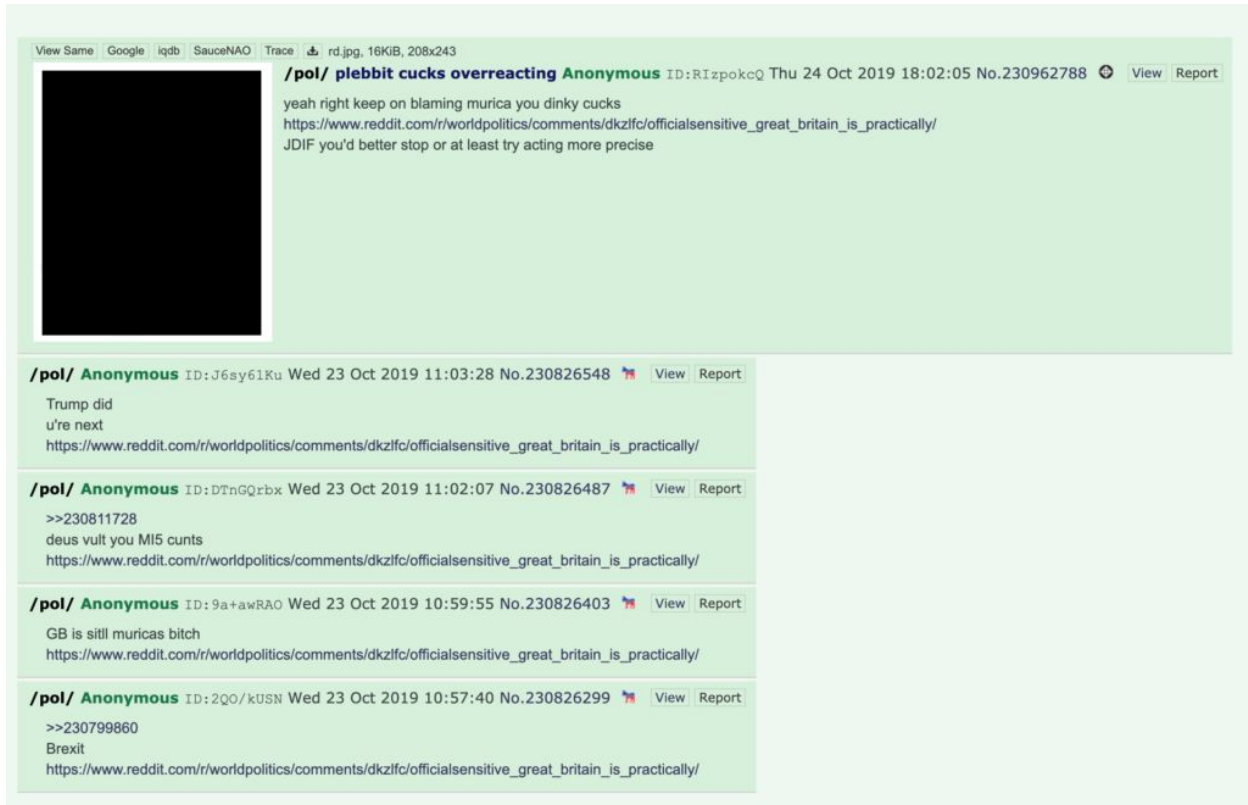 View Same Google iqdb SauceNAO Trace rd.jpg, 16KiB, 208x243
/pol/ plebbit cucks overreacting Anonymous ID:RIzpokcQ Thu 24 Oct 2019 18:02:05 No.230962788 View Report
yeah right keep on blaming murica you dinky cucks
https://www.reddit.com/r/worldpolitics/comments/dkzlfc/officialsensitive_great_britain_is_practically/
JDIF you'd better stop or at least try acting more precise
/pol/ Anonymous ID:J6sy61Ku Wed 23 Oct 2019 11:03:28 No.230826548 View Report
Trump did
u're next
https://www.reddit.com/r/worldpolitics/comments/dkzlfc/officialsensitive_great_britain_is_practically/
/pol/ Anonymous ID:DTnGQrbx Wed 23 Oct 2019 11:02:07 No.230826487 View Report
>>230811728
deus vult you MI5 cunts
https://www.reddit.com/r/worldpolitics/comments/dkzlfc/officialsensitive_great_britain_is_practically/
/pol/ Anonymous ID:9a+awRAO Wed 23 Oct 2019 10:59:55 No.230826403 View Report
GB is sitll muricas bitch
https://www.reddit.com/r/worldpolitics/comments/dkzlfc/officialsensitive_great_britain_is_practically/
/pol/ Anonymous ID:2QO/kUSN Wed 23 Oct 2019 10:57:40 No.230826299 View Report
>>230799860
Brexit
https://www.reddit.com/r/worldpolitics/comments/dkzlfc/officialsensitive_great_britain_is_practically/